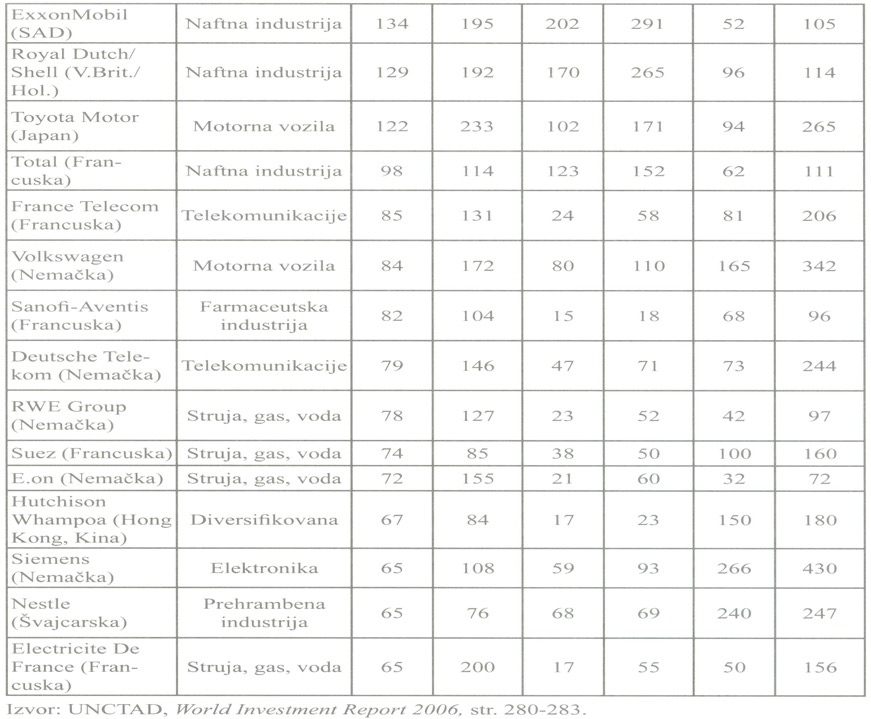 ExxonMobil
(SAD) Naftna industrija 134 195 202 291 52 105
Royal Dutch/
Shell (V.Brit./
Hol.) Naftna industrija 129 192 170 265 96 114
Toyota Motor
(Japan) Motorna vozila 122 233 102 171 94 265
Total (Fran-
cuska) Naftna industrija 98 114 123 152 62 111
France Telecom
(Francuska) Telekomunikacije 85 131 24 58 81 206
Volkswagen
(Nemačka) Motorna vozila 84 172 80 110 165 342
Sanofi-Aventis
(Francuska) Farmaceutska
industrija 82 104 15 18 68 96
Deutsche Tele-
kom (Nemačka) Telekomunikacije 79 146 47 71 73 244
RWE Group
(Nemačka) Struja, gas, voda 78 127 23 52 42 97
Suez (Francuska) Struja, gas, voda 74 85 38 50 100 160
E.on (Nemačka) Struja, gas, voda 72 155 21 60 32 72
Hutchison
Whampoa (Hong
Kong, Kina) Diversifikovana 67 84 17 23 150 180
Siemens
(Nemačka) Elektronika 65 108 59 93 266 430
Nestle
(Švajcarska) Prehrambena
industrija 65 76 68 69 240 247
Electricite De
France (Fran-
cuska) Struja, gas, voda 65 200 17 55 50 156
Izvor: UNCTAD, World Investment Report 2006, str. 280-283.